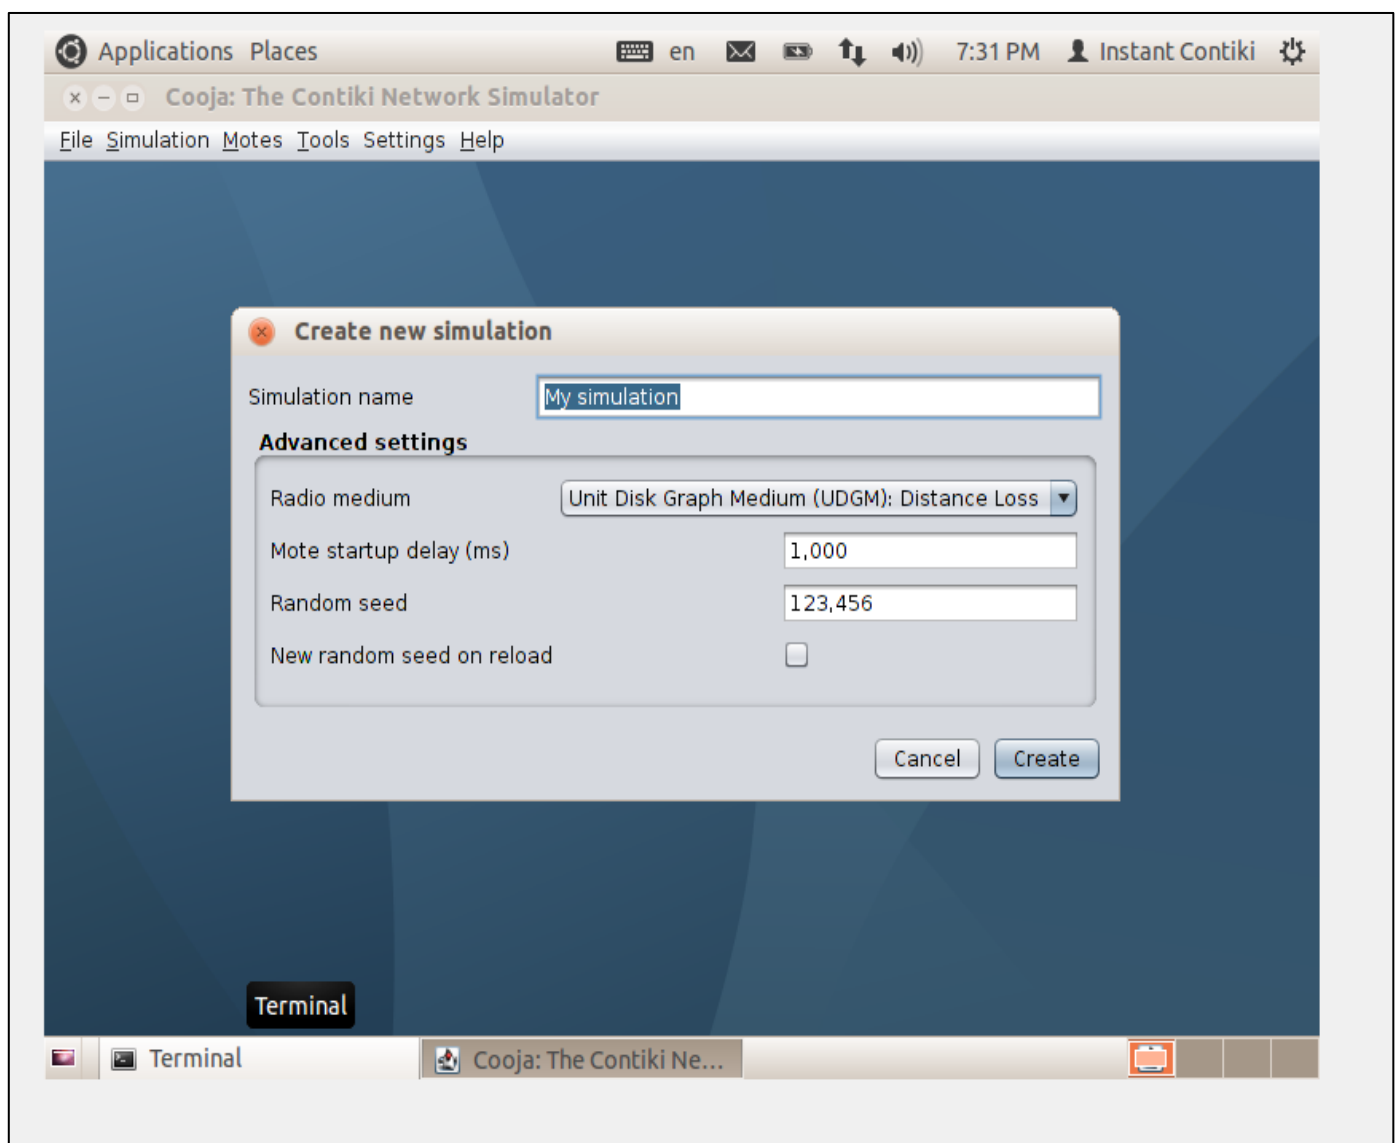 Applications Places en 7:31 PM Instant Contiki
Cooja: The Contiki Network Simulator
File Simulation Motes Tools Settings Help
Create new simulation
Simulation name My simulation
Advanced settings
Radio medium Unit Disk Graph Medium (UDGM): Distance Loss
Mote startup delay (ms) 1,000
Random seed 123,456
New random seed on reload
Cancel Create
Terminal
Terminal Cooja: The Contiki Ne...